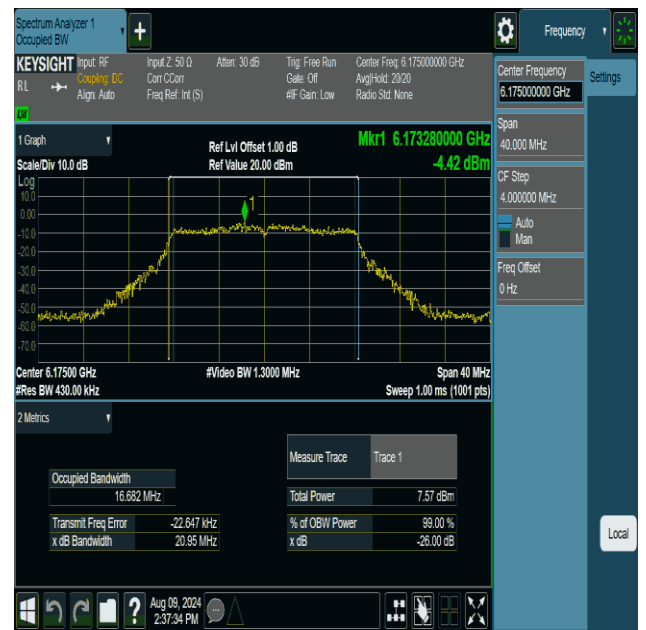 Spectrum Analyzer 1
Occupied BW
Frequency
KEYSIGHT
RL
Input: RF
Coupling: DC
Align: Auto
Input Z: 50 Ω
Corr CCorr
Freq Ref: Int (S)
Atten: 30 dB
Trig: Free Run
Gate: Off
#IF Gain: Low
Center Freq: 6.175000000 GHz
Avg|Hold: 20/20
Radio Std: None
Center Frequency
6.175000000 GHz
Settings
Span
40.000 MHz
CF Step
4.000000 MHz
Auto
Man
Freq Offset
0 Hz
1 Graph
Scale/Div 10.0 dB
Ref Lvl Offset 1.00 dB
Ref Value 20.00 dBm
Mkr1 6.173280000 GHz
-4.42 dBm
Log
10.0
0.00
-10.0
-20.0
-30.0
-40.0
-50.0
-60.0
-70.0
1
Center 6.17500 GHz
#Res BW 430.00 kHz
#Video BW 1.3000 MHz
Span 40 MHz
Sweep 1.00 ms (1001 pts)
2 Metrics
Measure Trace Trace 1
Occupied Bandwidth
16.682 MHz
Total Power 7.57 dBm
Transmit Freq Error -22.647 kHz
% of OBW Power 99.00 %
x dB Bandwidth 20.95 MHz
x dB -26.00 dB
Local
?
Aug 09, 2024
2:37:34 PM